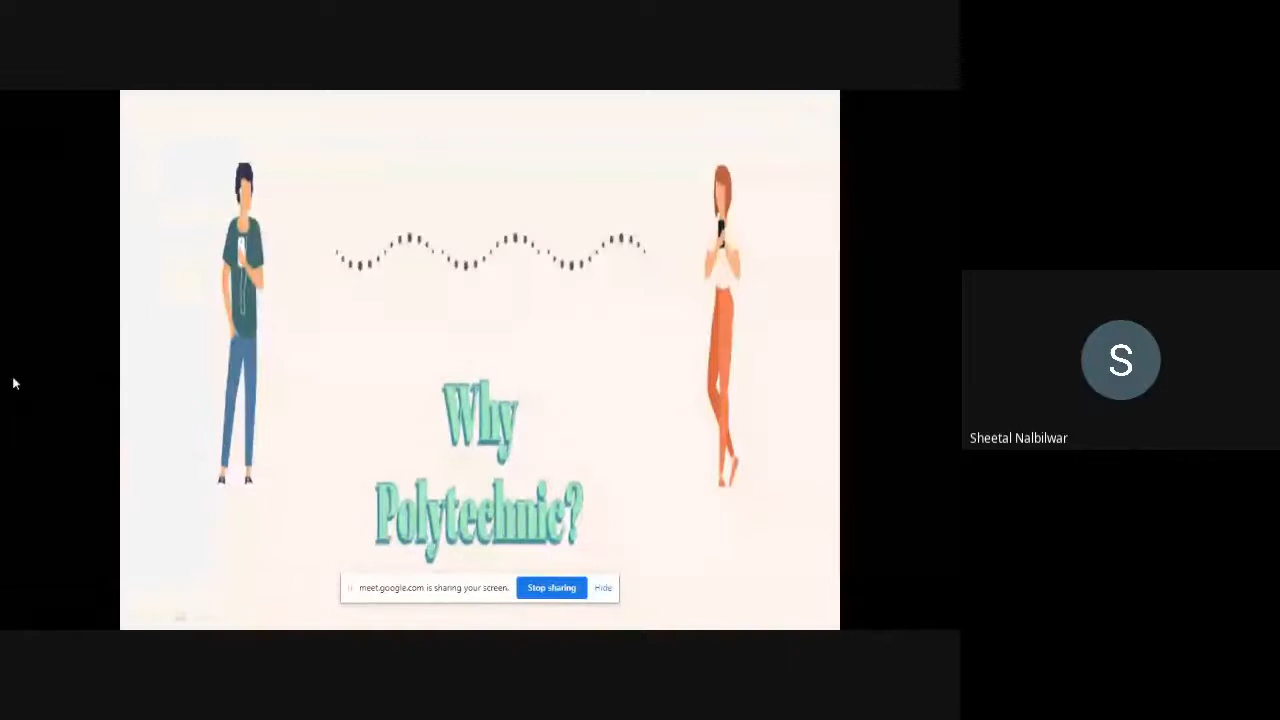 Why
Polytechnic?
meet.google.com is sharing your screen.
Stop sharing
Hide
S
Sheetal Nalbilwar